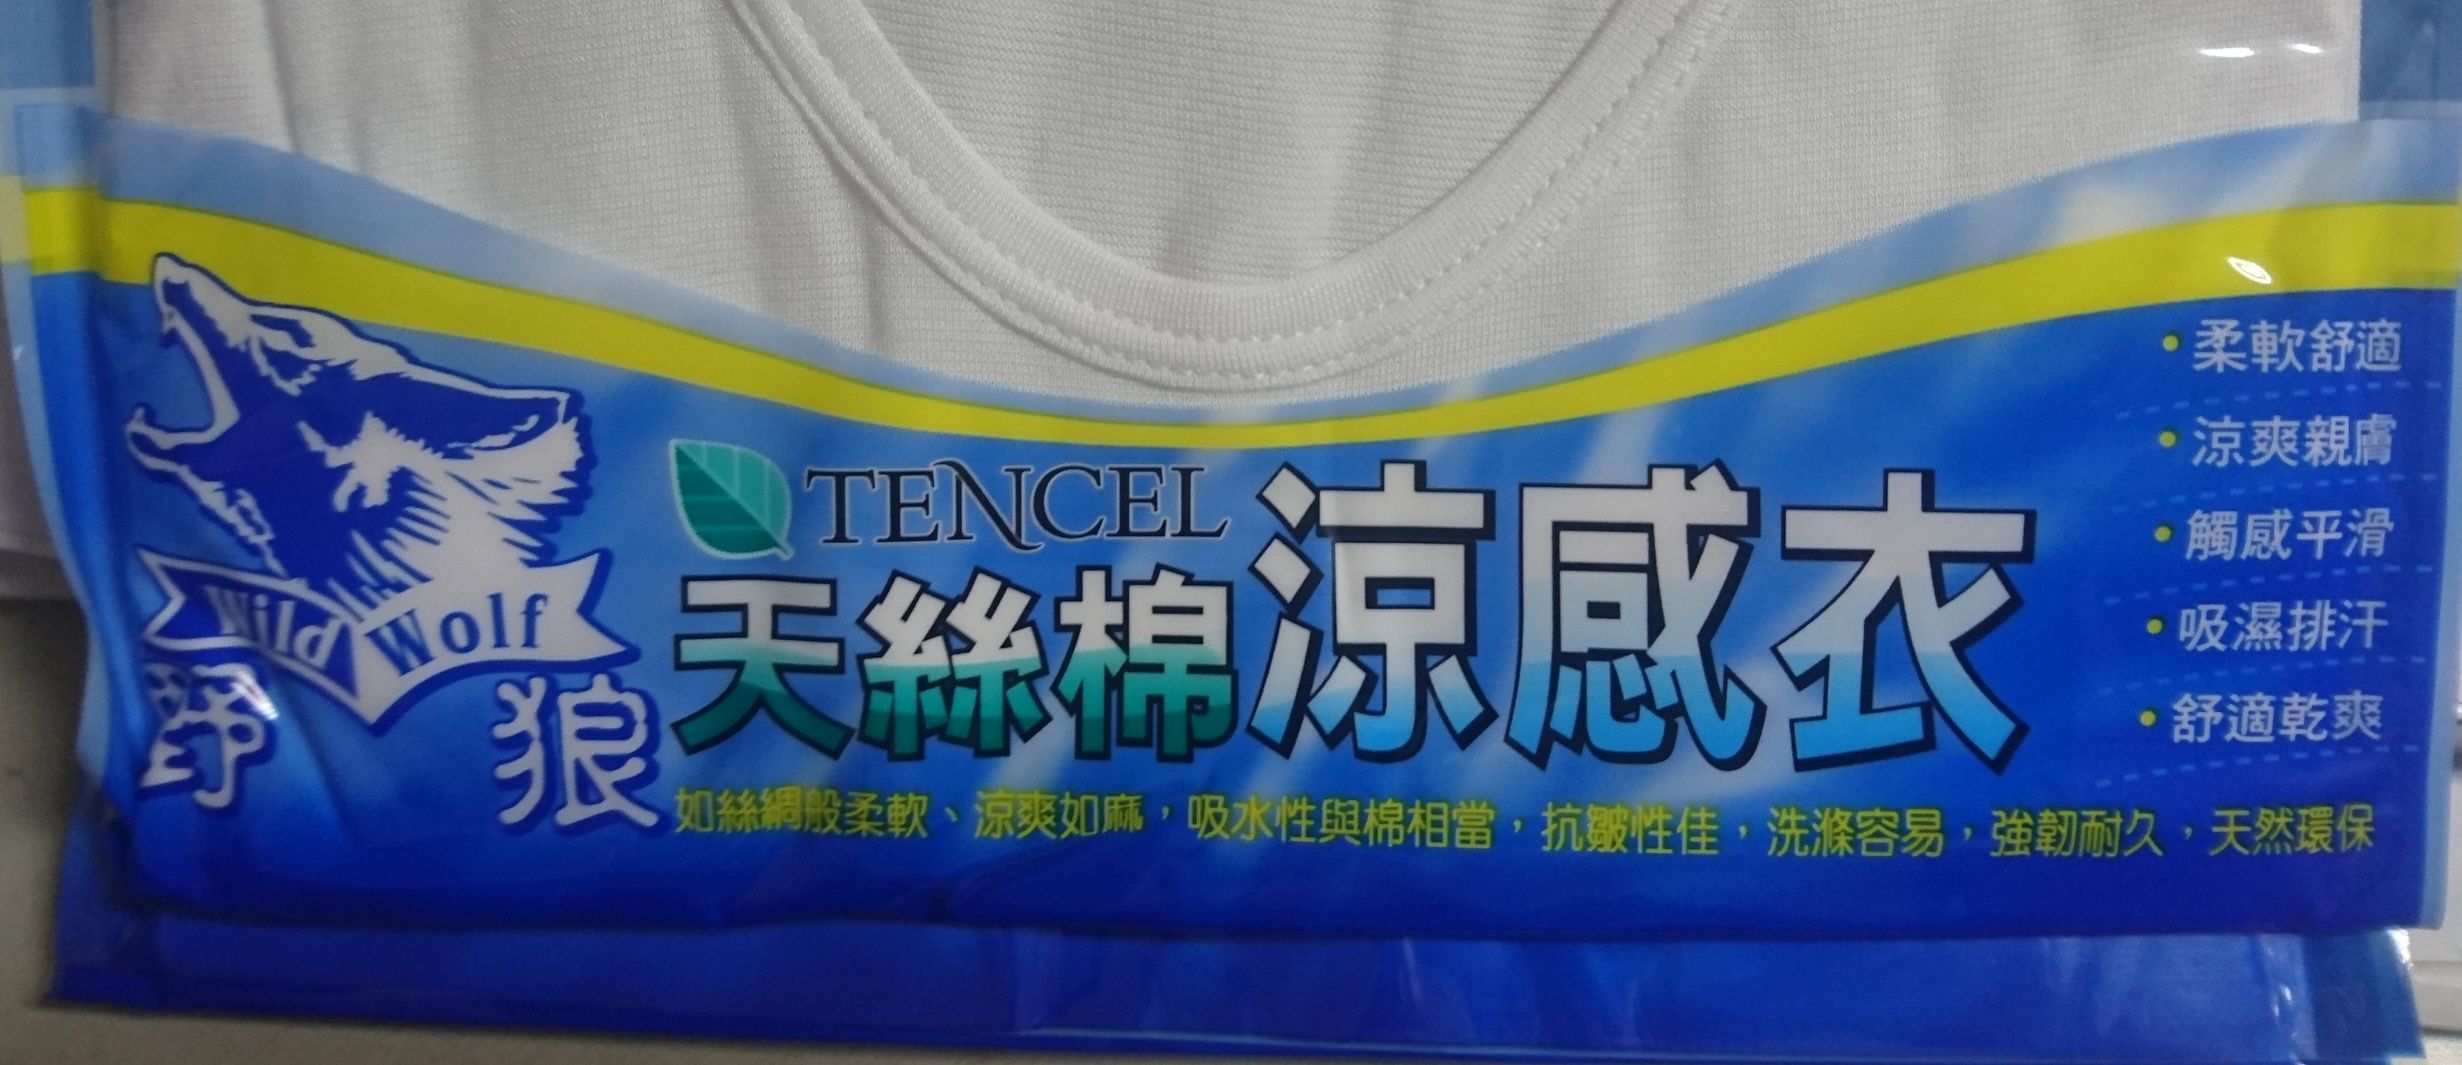 Wild Wolf
野狼
TENCEL
天絲棉涼感衣
如絲綢般柔軟、涼爽如麻，吸水性與棉相當，抗皺性佳，洗滌容易，強韌耐久，天然環保
•柔軟舒適
•涼爽親膚
•觸感平滑
•吸濕排汗
•舒適乾爽